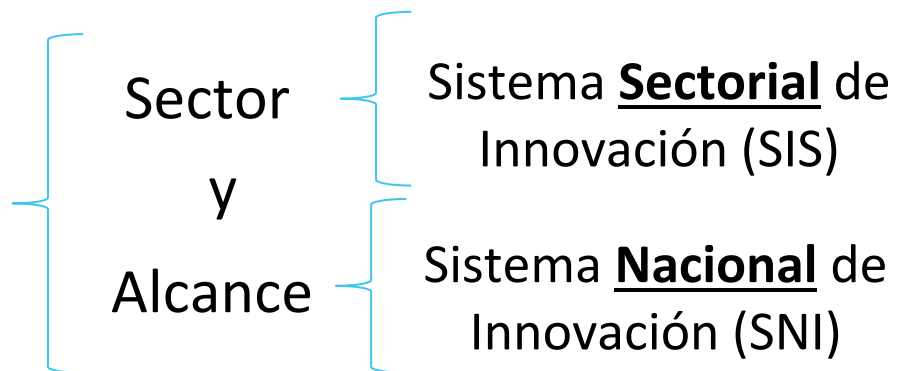 Sector
y
Alcance
Sistema Sectorial de
Innovación (SIS)
Sistema Nacional de
Innovación (SNI)